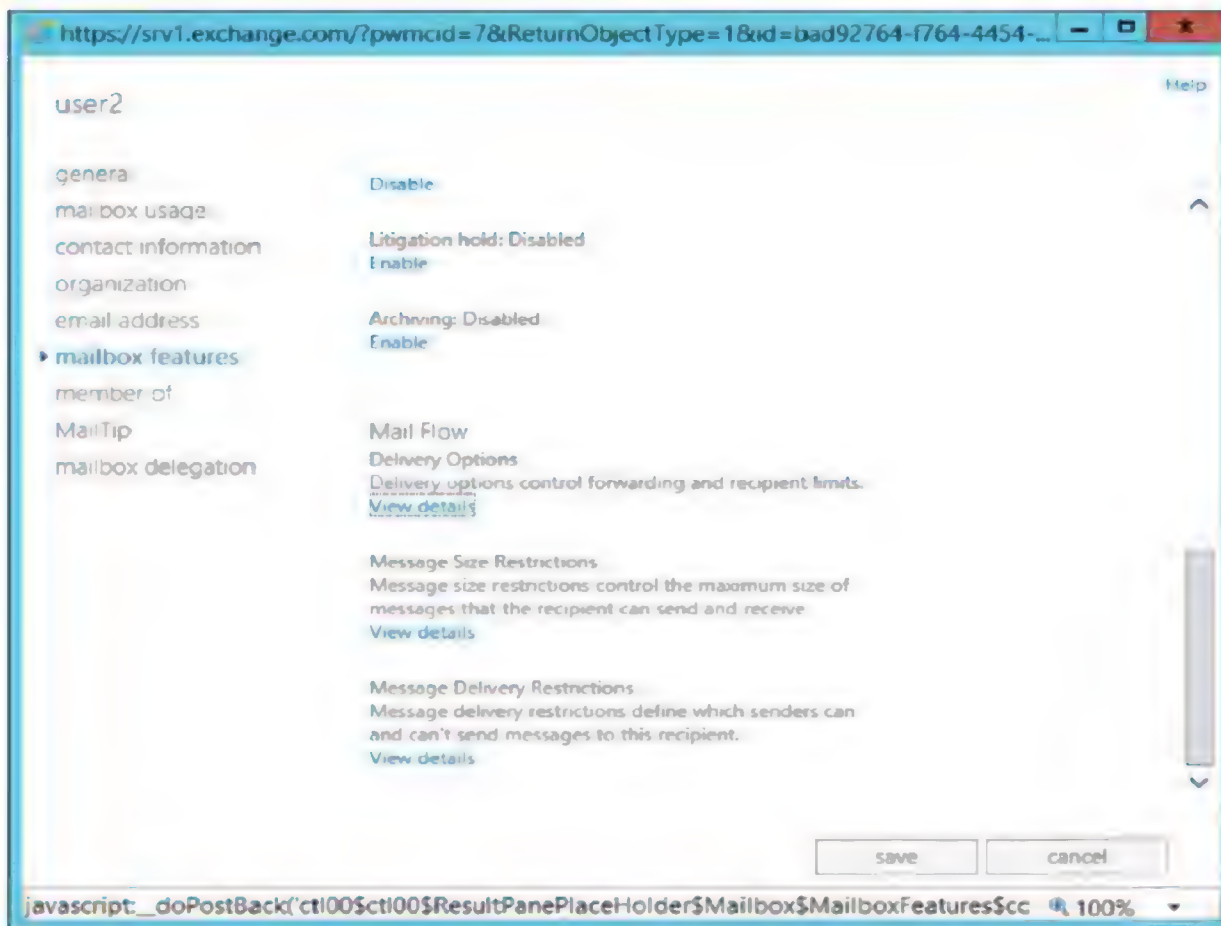 https://srv1.exchange.com/?pwmcid=7&ReturnObjectType=1&id=bad92764-f764-4454-...
Help
user2
general
mailbox usage
contact information
organization
email address
mailbox features
member of
MailTip
mailbox delegation
Disable
Litigation hold: Disabled
Enable
Archiving: Disabled
Enable
Mail Flow
Delivery Options
Delivery options control forwarding and recipient limits.
View details
Message Size Restrictions
Message size restrictions control the maximum size of
messages that the recipient can send and receive
View details
Message Delivery Restrictions
Message delivery restrictions define which senders can
and can't send messages to this recipient.
View details
save
cancel
javascript:__doPostBack('ctl00$ctl00$ResultPanePlaceHolder$Mailbox$MailboxFeatures$cc
100%